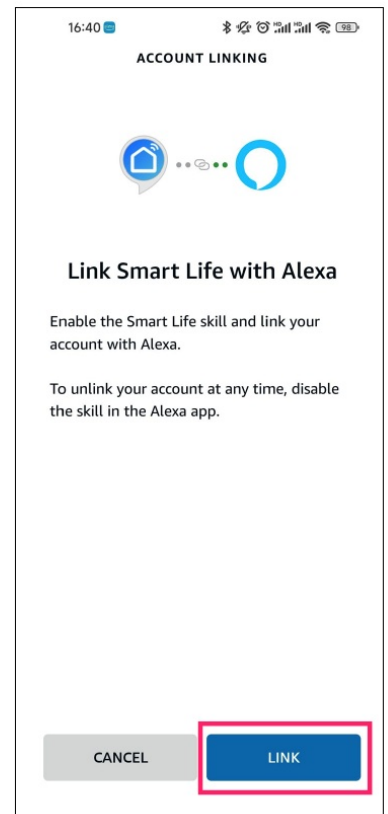 16:40 98
ACCOUNT LINKING
Link Smart Life with Alexa
Enable the Smart Life skill and link your
account with Alexa.
To unlink your account at any time, disable
the skill in the Alexa app.
CANCEL LINK